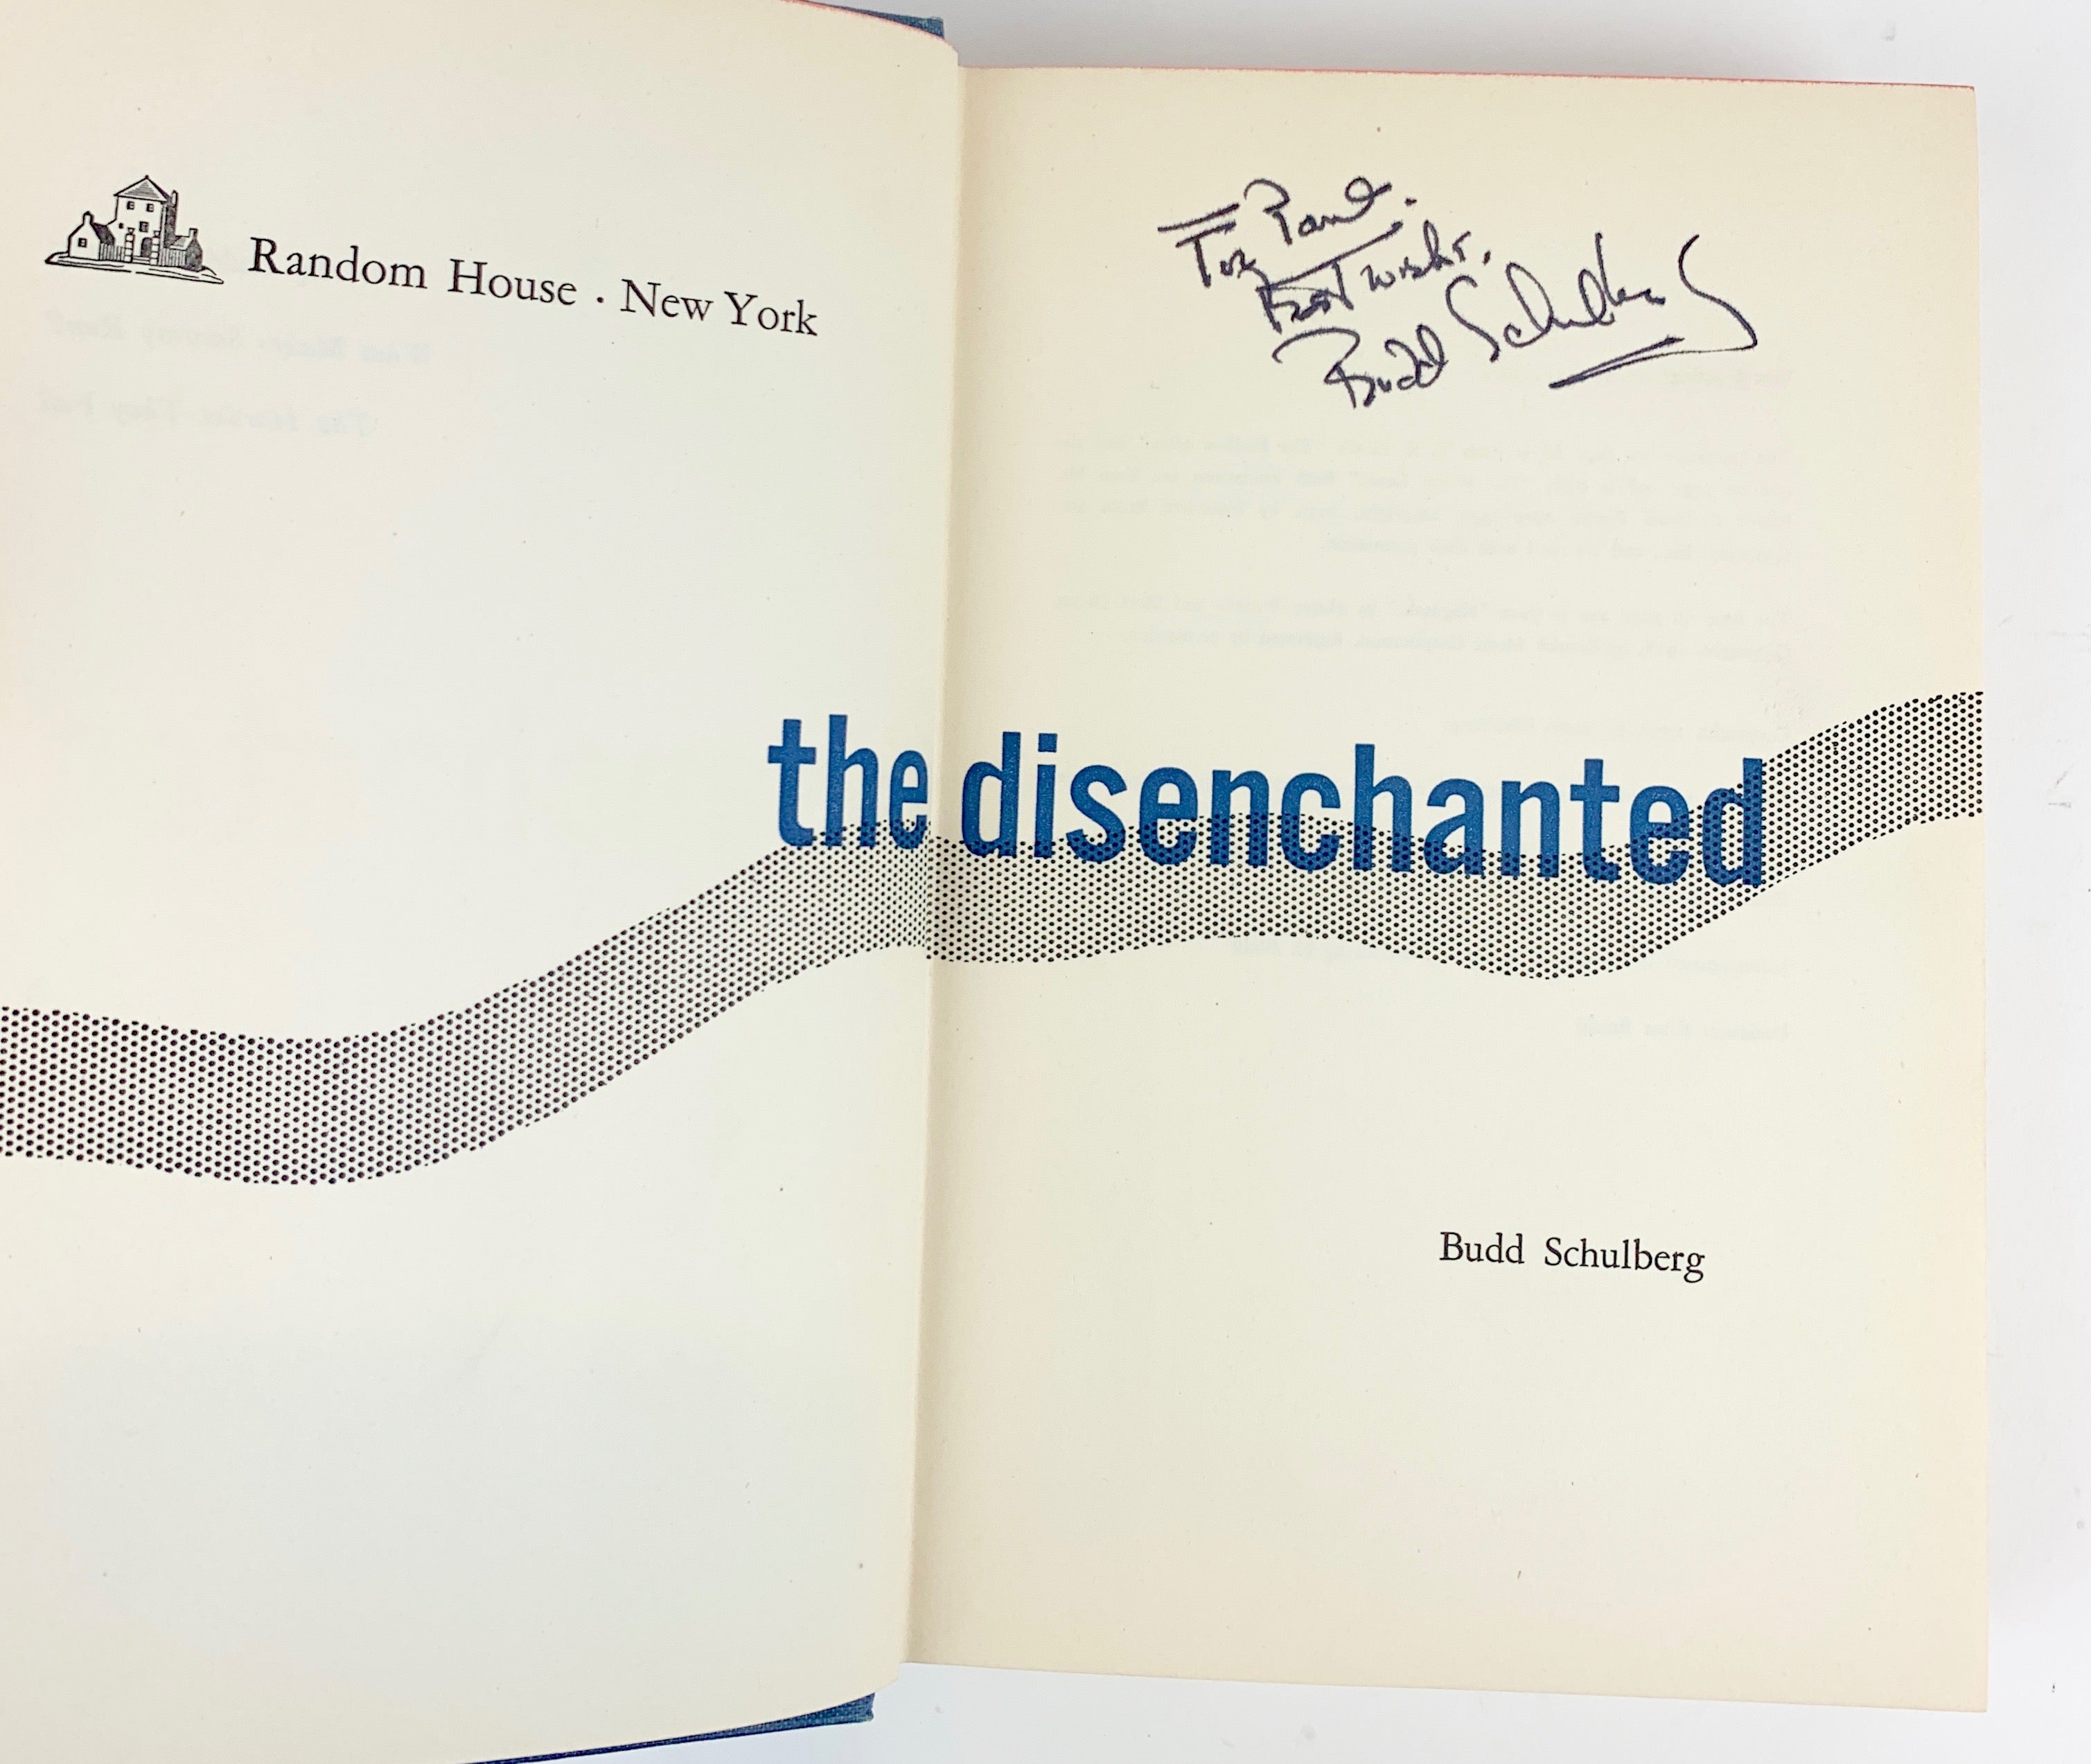 Random House · New York
For Paul.
Best wishes.
Budd Schulberg
the disenchanted
Budd Schulberg